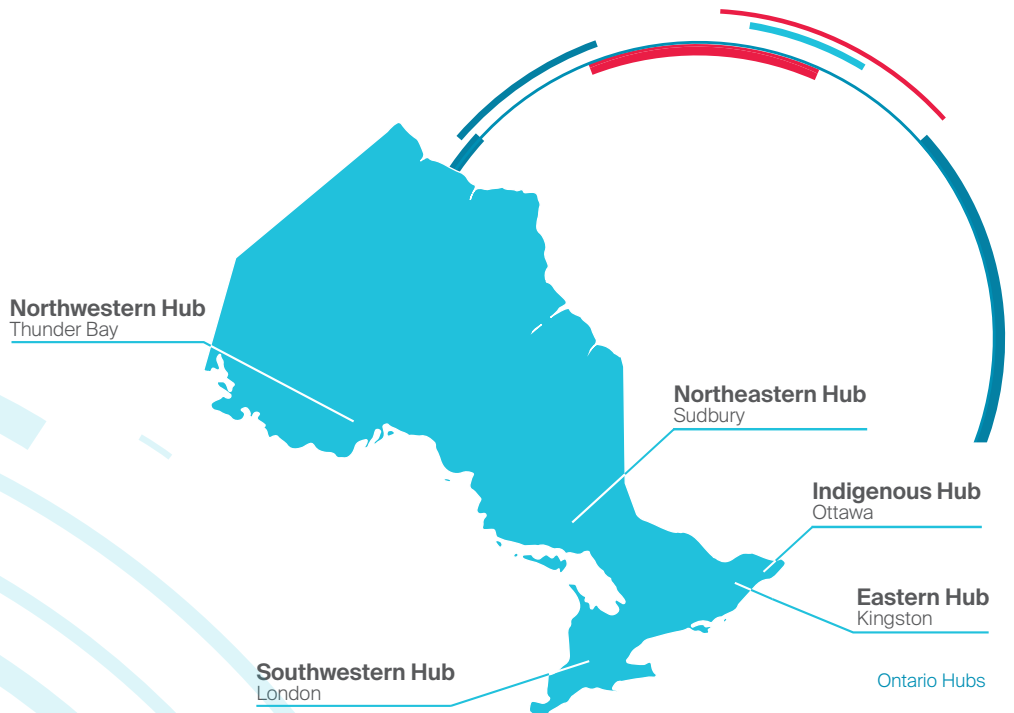 Northwestern Hub
Thunder Bay
Northeastern Hub
Sudbury
Indigenous Hub
Ottawa
Eastern Hub
Kingston
Southwestern Hub
London
Ontario Hubs